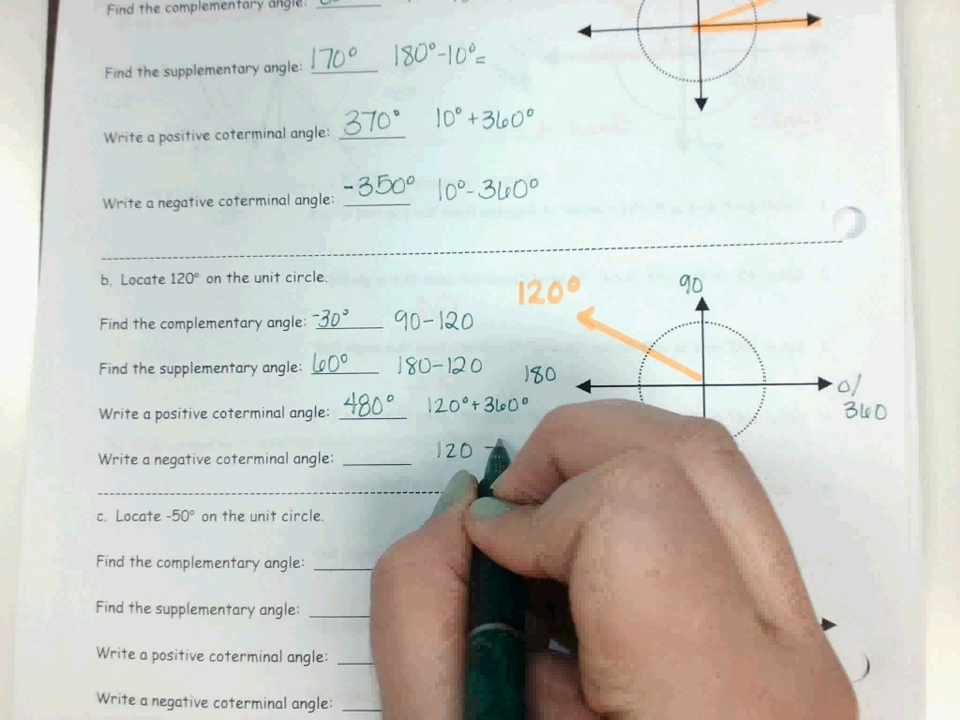 Find the complementary angle:
Find the supplementary angle: 170° 180°-10°=
Write a positive coterminal angle: 370° 10°+360°
Write a negative coterminal angle: -350° 10°-360°
b. Locate 120° on the unit circle.
120°
90
Find the complementary angle: -30° 90-120
Find the supplementary angle: 60° 180-120
180
0/
360
Write a positive coterminal angle: 480° 120°+360°
Write a negative coterminal angle: 120 -
c. Locate -50° on the unit circle.
Find the complementary angle:
Find the supplementary angle:
Write a positive coterminal angle:
Write a negative coterminal angle: